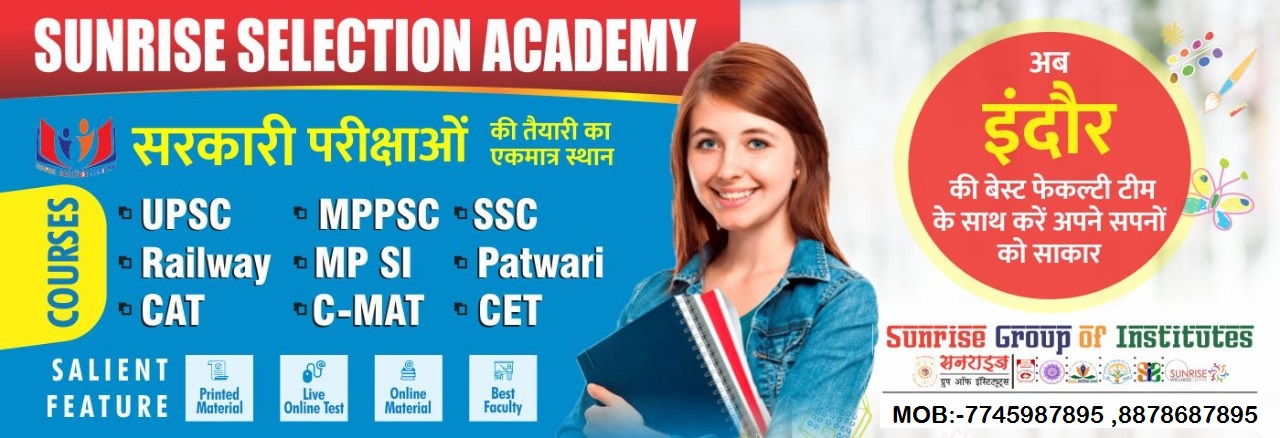 SUNRISE SELECTION ACADEMY
सरकारी परीक्षाओं
की तैयारी का
एकमात्र स्थान
COURSES
UPSC MPPSC SSC
Railway MP SI Patwari
CAT C-MAT CET
SALIENT
FEATURE
Printed
Material
Live
Online Test
Online
Material
Best
Faculty
अब
इंदौर
की बेस्ट फेकल्टी टीम
के साथ करें अपने सपनों
को साकार
Sunrise Group of Institutes
सनराइज
ग्रुप ऑफ इंस्टिट्यूट्स
SUNRISE
MOB:-7745987895 ,8878687895